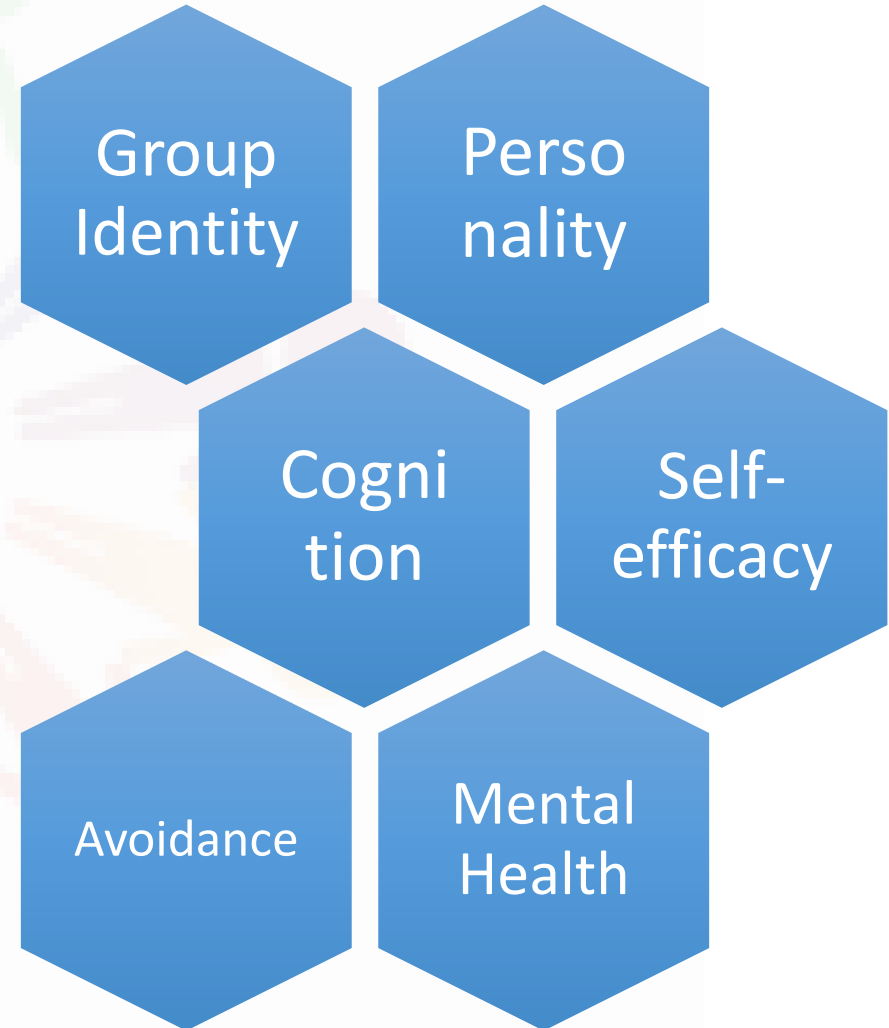 Group
Identity
Perso
nality
Cogni
tion
Self-
efficacy
Avoidance
Mental
Health